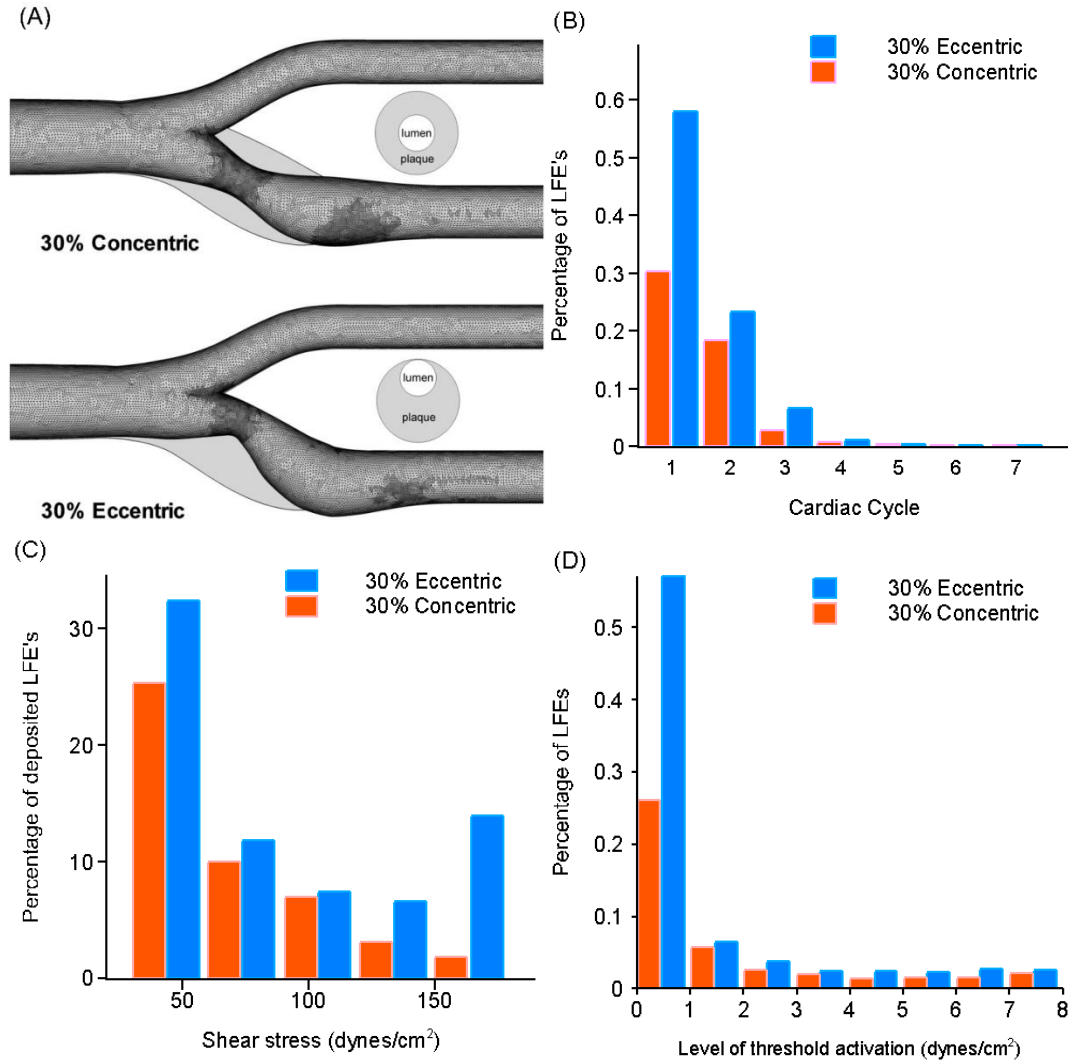 (A)
lumen
plaque
30% Concentric
lumen
plaque
30% Eccentric
(B)
30% Eccentric
30% Concentric
Percentage of LFE's
0.6
0.5
0.4
0.3
0.2
0.1
0
1 2 3 4 5 6 7
Cardiac Cycle
(C)
30% Eccentric
30% Concentric
Percentage of deposited LFE's
30
20
10
0
50 100 150
Shear stress (dynes/cm²)
(D)
30% Eccentric
30% Concentric
Percentage of LFEs
0.5
0.4
0.3
0.2
0.1
0
0 1 2 3 4 5 6 7 8
Level of threshold activation (dynes/cm²)